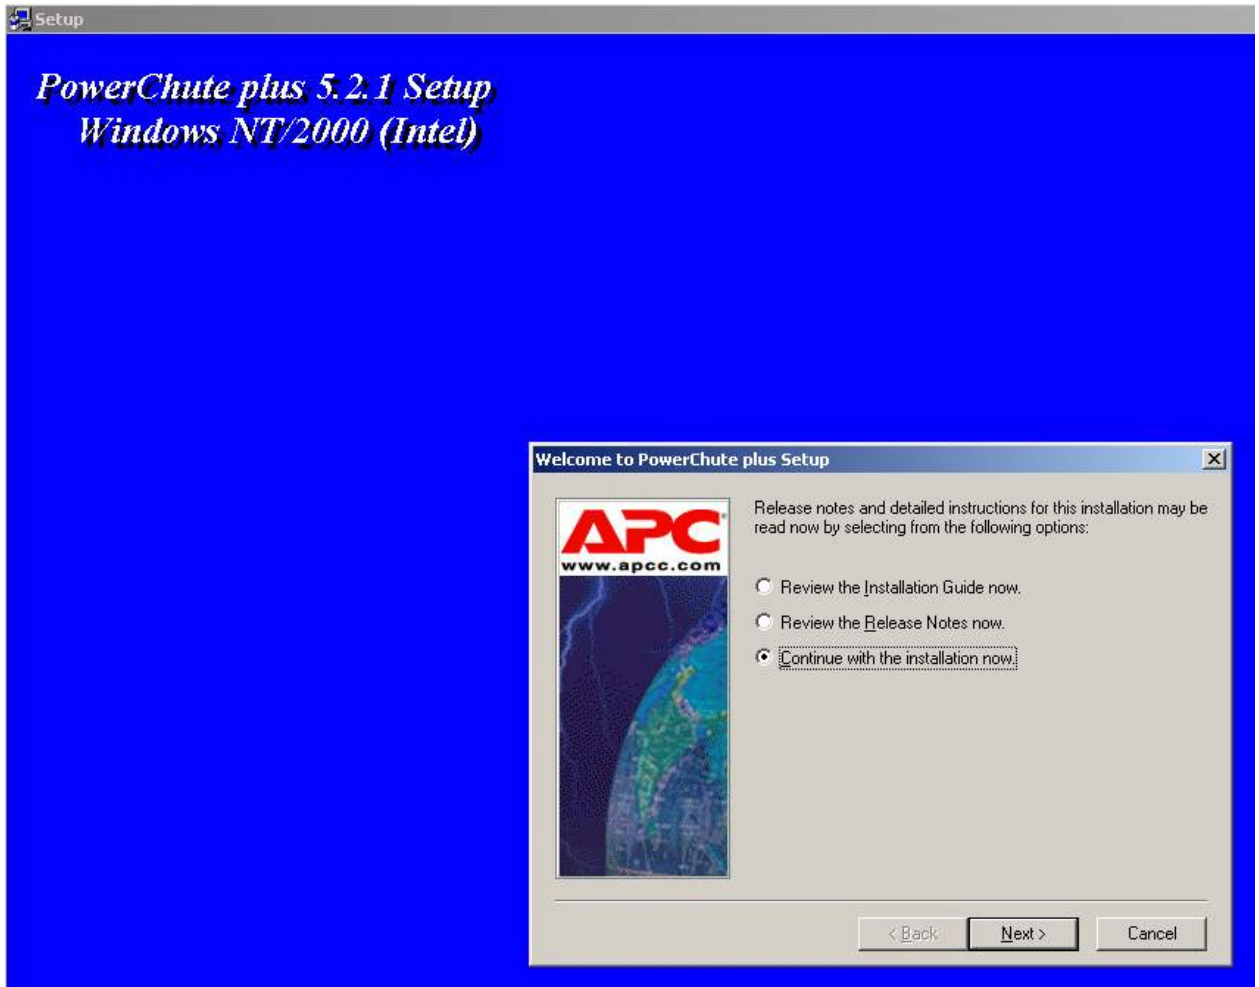 Setup
PowerChute plus 5.2.1 Setup
Windows NT/2000 (Intel)
Welcome to PowerChute plus Setup
APC
www.apcc.com
Release notes and detailed instructions for this installation may be
read now by selecting from the following options:
Review the Installation Guide now.
Review the Release Notes now.
Continue with the installation now.
< Back
Next >
Cancel